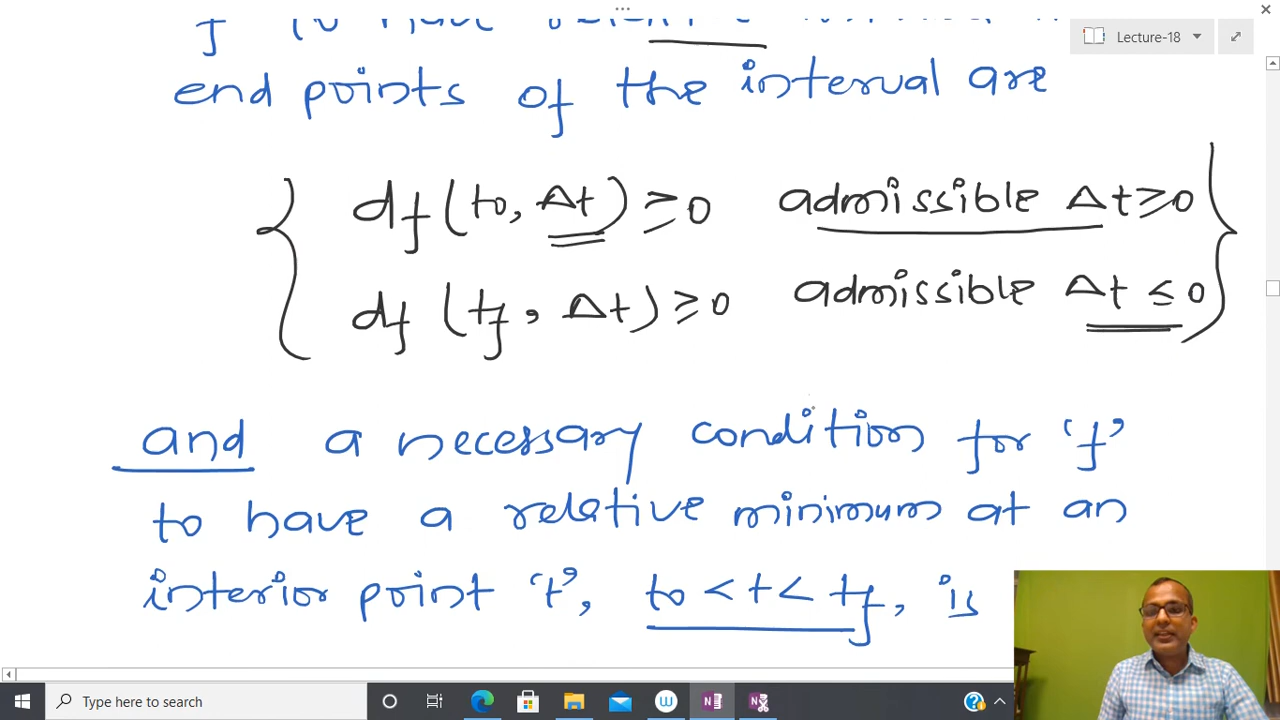 Lecture-18
end points of the interval are
df(to, Δt) ≥ 0 admissible Δt ≥ 0
df(tf, Δt) ≥ 0 admissible Δt ≤ 0
and a necessary condition for 'f'
to have a relative minimum at an
interior point 't', to < t < tf, is
Type here to search